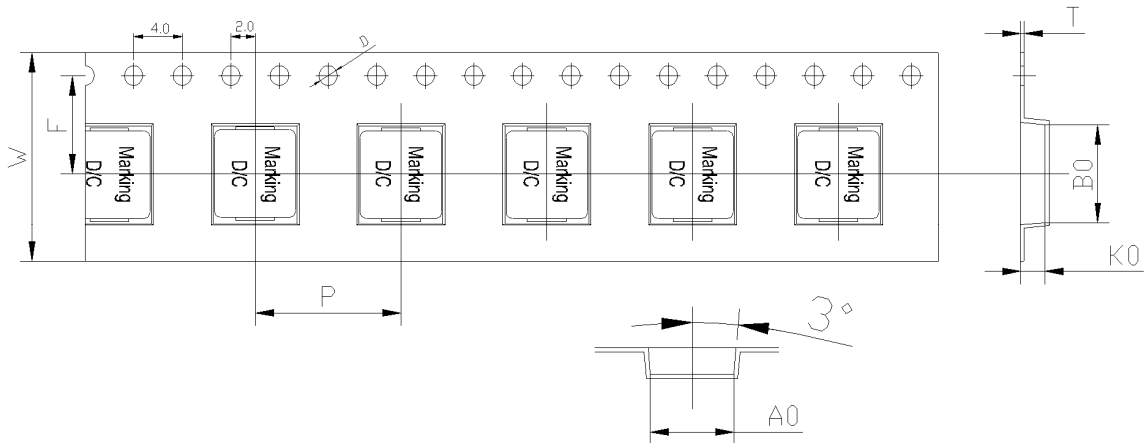 4.0
2.0
D
T
F
W
Marking
D/C
Marking
D/C
Marking
D/C
Marking
D/C
Marking
D/C
Marking
D/C
B0
K0
P
3°
A0